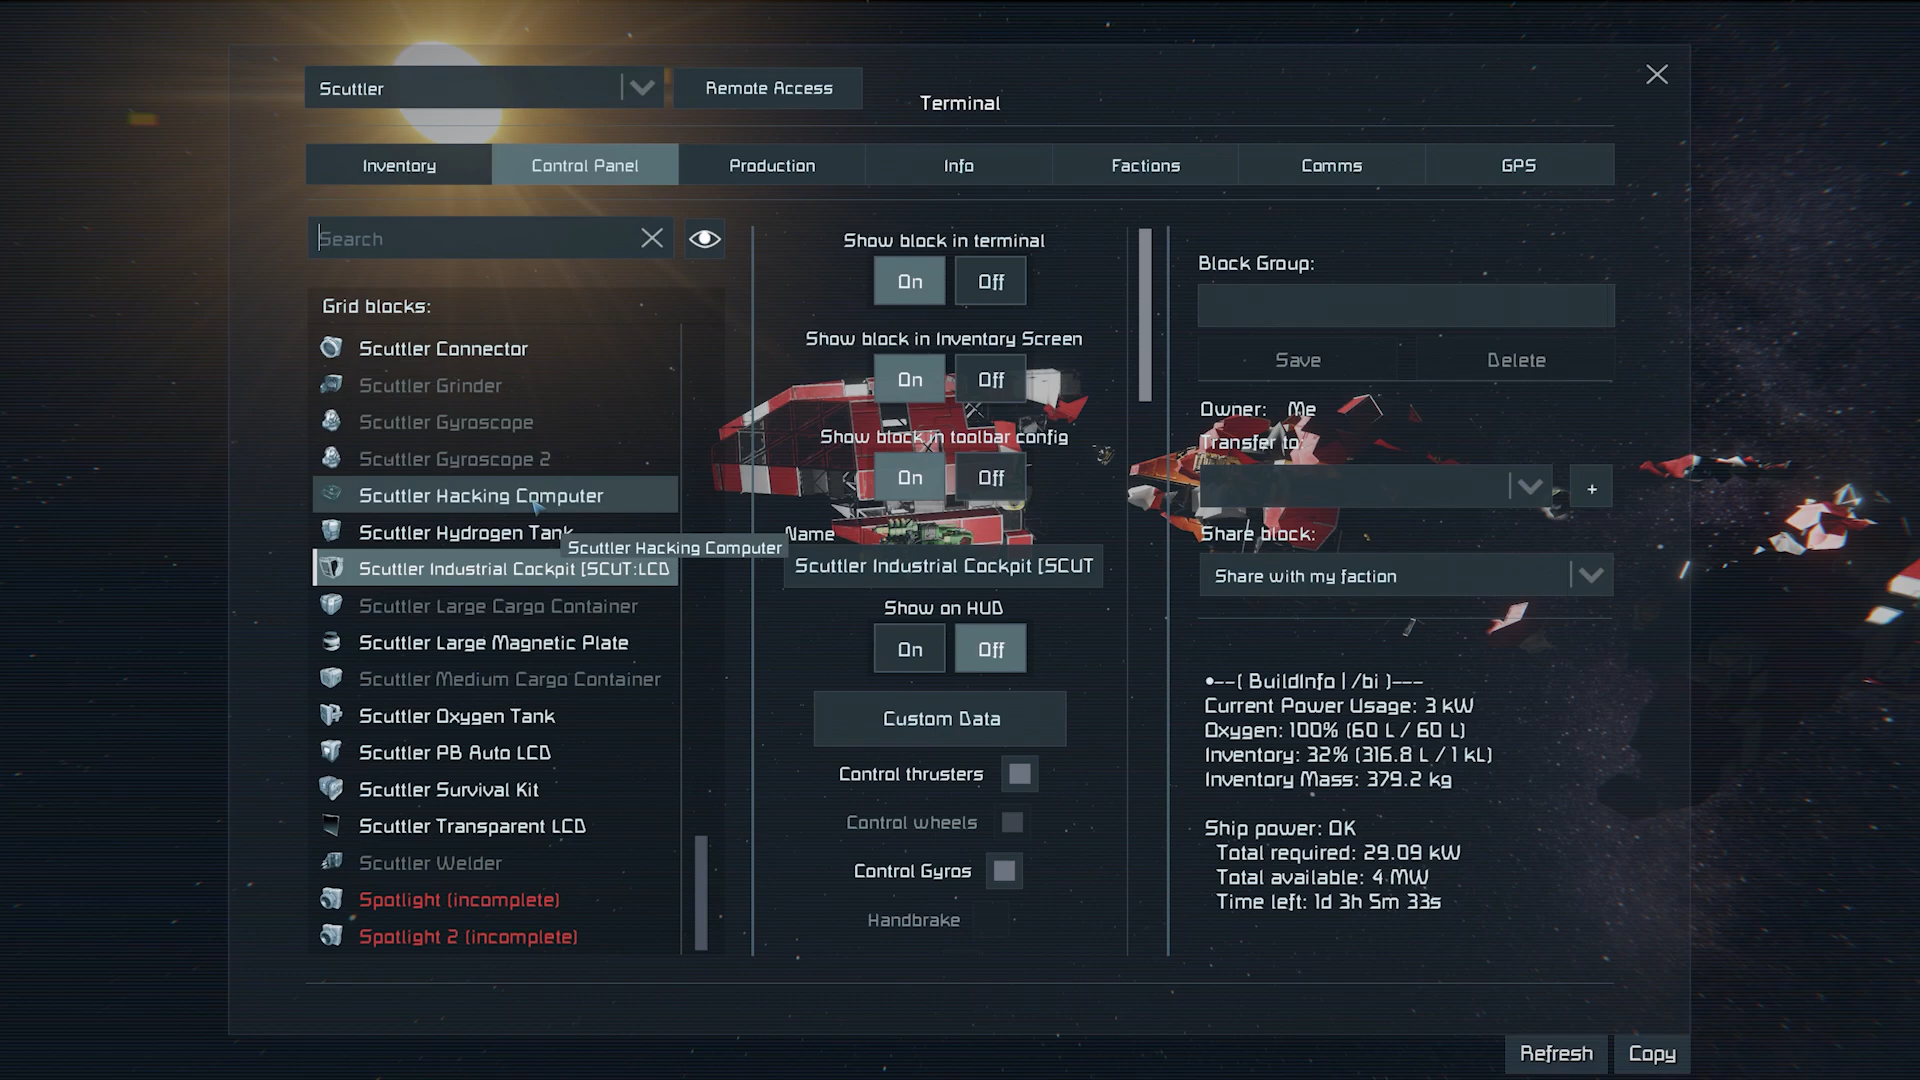 Scuttler
Remote Access
Terminal
Inventory
Control Panel
Production
Info
Factions
Comms
GPS
Search
Grid blocks:
Scuttler Connector
Scuttler Grinder
Scuttler Gyroscope
Scuttler Gyroscope 2
Scuttler Hacking Computer
Scuttler Hydrogen Tank
Scuttler Hacking Computer
Scuttler Industrial Cockpit [SCUT:LCD
Scuttler Large Cargo Container
Scuttler Large Magnetic Plate
Scuttler Medium Cargo Container
Scuttler Oxygen Tank
Scuttler PB Auto LCD
Scuttler Survival Kit
Scuttler Transparent LCD
Scuttler Welder
Spotlight (incomplete)
Spotlight 2 (incomplete)
Show block in terminal
On Off
Show block in Inventory Screen
On Off
Show block in toolbar config
On Off
Name
Scuttler Industrial Cockpit [SCUT
Show on HUD
On Off
Custom Data
Control thrusters
Control wheels
Control Gyros
Handbrake
Block Group:
Save Delete
Owner: Me
Transfer to:
+
Share block:
Share with my faction
•--( BuildInfo | /bi )---
Current Power Usage: 3 kW
Oxygen: 100% (60 L / 60 L)
Inventory: 32% (316.8 L / 1 kL)
Inventory Mass: 379.2 kg
Ship power: OK
Total required: 29.09 kW
Total available: 4 MW
Time left: 1d 3h 5m 33s
Refresh
Copy